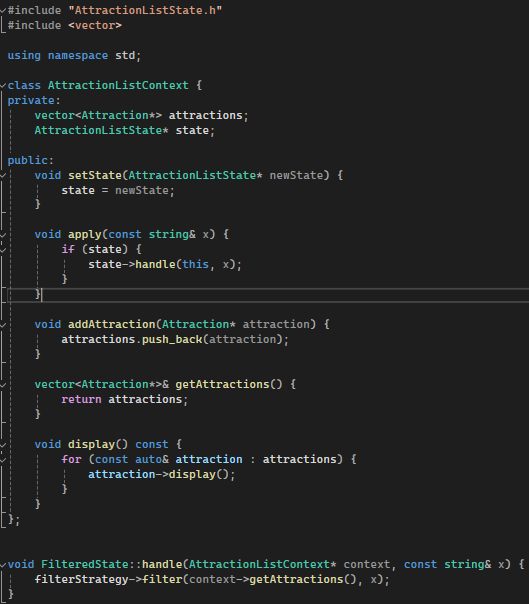 #include "AttractionListState.h"
#include <vector>
using namespace std;
class AttractionListContext {
private:
    vector<Attraction*> attractions;
    AttractionListState* state;
public:
    void setState(AttractionListState* newState) {
        state = newState;
    }
    void apply(const string& x) {
        if (state) {
            state->handle(this, x);
        }
    }
    void addAttraction(Attraction* attraction) {
        attractions.push_back(attraction);
    }
    vector<Attraction*>& getAttractions() {
        return attractions;
    }
    void display() const {
        for (const auto& attraction : attractions) {
            attraction->display();
        }
    }
};
void FilteredState::handle(AttractionListContext* context, const string& x) {
    filterStrategy->filter(context->getAttractions(), x);
}